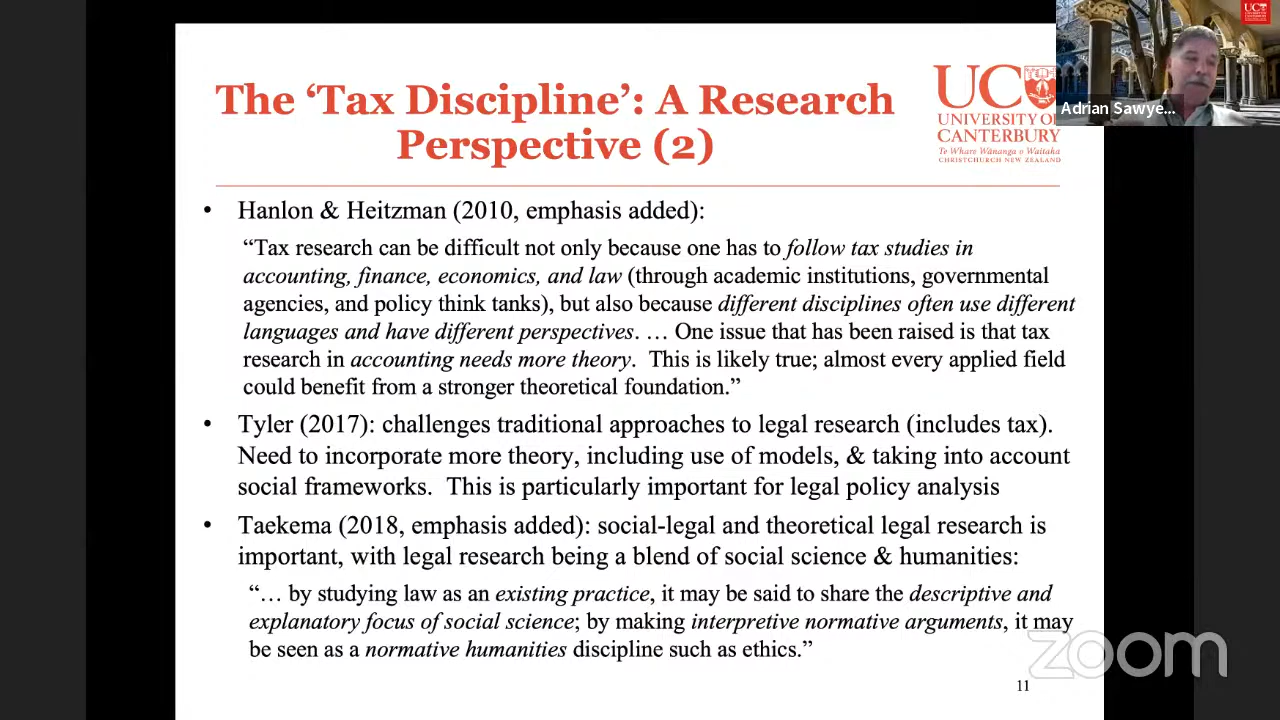 The ‘Tax Discipline’: A Research
Perspective (2)
UC
UNIVERSITY OF
CANTERBURY
Te Whare Wānanga o Waitaha
CHRISTCHURCH NEW ZEALAND
UC
Adrian Sawye...
• Hanlon & Heitzman (2010, emphasis added):
“Tax research can be difficult not only because one has to follow tax studies in
accounting, finance, economics, and law (through academic institutions, governmental
agencies, and policy think tanks), but also because different disciplines often use different
languages and have different perspectives. … One issue that has been raised is that tax
research in accounting needs more theory.  This is likely true; almost every applied field
could benefit from a stronger theoretical foundation.”
• Tyler (2017): challenges traditional approaches to legal research (includes tax).
Need to incorporate more theory, including use of models, & taking into account
social frameworks.  This is particularly important for legal policy analysis
• Taekema (2018, emphasis added): social-legal and theoretical legal research is
important, with legal research being a blend of social science & humanities:
“… by studying law as an existing practice, it may be said to share the descriptive and
explanatory focus of social science; by making interpretive normative arguments, it may
be seen as a normative humanities discipline such as ethics.”
zoom
11